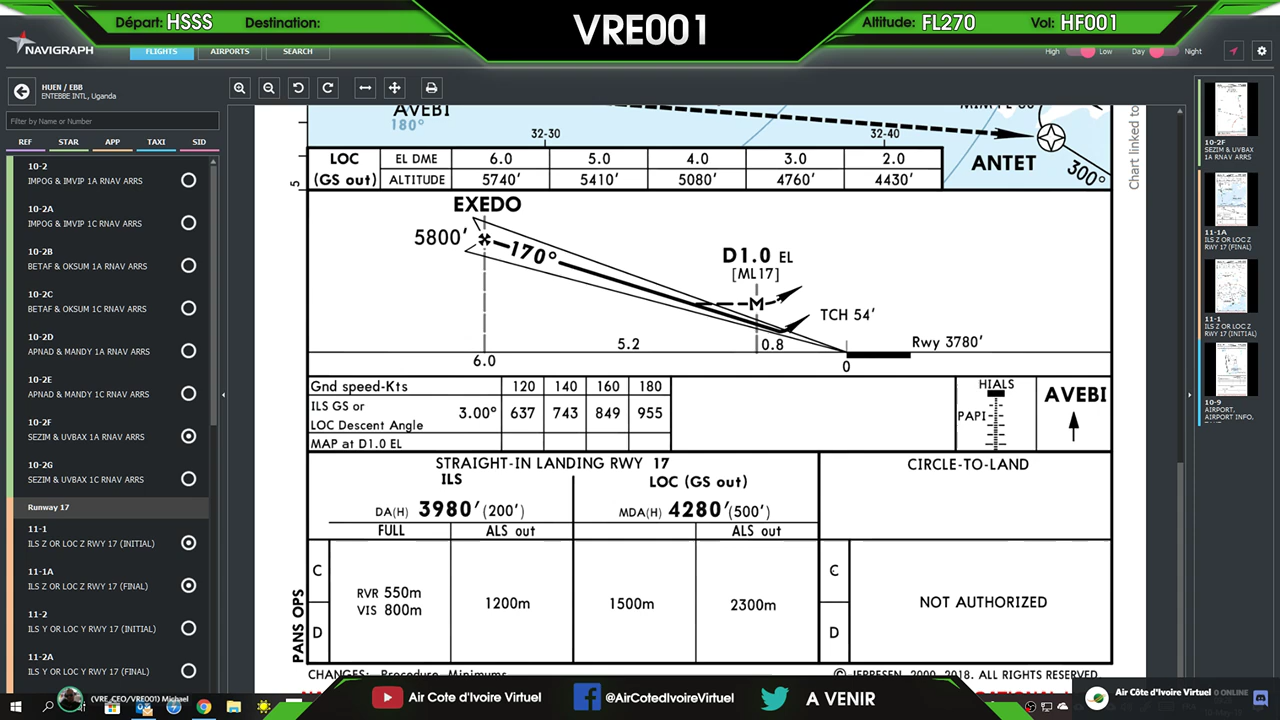 Départ: HSSS Destination:
VRE001
Altitude: FL270 Vol: HF001
NAVIGRAPH
FLIGHTS AIRPORTS SEARCH
High Low Day Night
HUEN / EBB
ENTEBBE INTL, Uganda
Filter by Name or Number
REF STAR APP TAXI SID
10-2
IMPOG & IMVIP 1A RNAV ARRS
10-2A
IMPOG & IMVIP 1C RNAV ARRS
10-2B
BETAF & OKSUM 1A RNAV ARRS
10-2C
BETAF & OKSUM 1C RNAV ARRS
10-2D
APNAD & MANDY 1A RNAV ARRS
10-2E
APNAD & MANDY 1C RNAV ARRS
10-2F
SEZIM & UVBAX 1A RNAV ARRS
10-2G
SEZIM & UVBAX 1C RNAV ARRS
Runway 17
11-1
ILS Z OR LOC Z RWY 17 (INITIAL)
11-1A
ILS Z OR LOC Z RWY 17 (FINAL)
11-2
ILS Y OR LOC Y RWY 17 (INITIAL)
11-2A
ILS Y OR LOC Y RWY 17 (FINAL)
AVEBI
180°
32-30
32-40
ANTET
300°
Chart linked to
5
LOC EL DME 6.0 5.0 4.0 3.0 2.0
(GS out) ALTITUDE 5740' 5410' 5080' 4760' 4430'
EXEDO
5800'
170°
D1.0 EL
[ML17]
M
TCH 54'
5.2
0.8
Rwy 3780'
6.0
0
Gnd speed-Kts 120 140 160 180
ILS GS or
LOC Descent Angle 3.00° 637 743 849 955
MAP at D1.0 EL
HIALS
PAPI
AVEBI
STRAIGHT-IN LANDING RWY 17
ILS
LOC (GS out)
CIRCLE-TO-LAND
DA(H) 3980' (200')
MDA(H) 4280' (500')
FULL ALS out ALS out
C
D
RVR 550m
VIS 800m
1200m
1500m
2300m
C
D
NOT AUTHORIZED
PANS OPS
CHANGES: Procedure. Minimums.
© JEPPESEN, 2000, 2018. ALL RIGHTS RESERVED.
10-2F
SEZIM & UVBAX
1A RNAV ARRS
11-1A
ILS Z OR LOC Z
RWY 17 (FINAL)
11-1
ILS Z OR LOC Z
RWY 17 (INITIAL)
10-9
AIRPORT,
AIRPORT INFO,
(VRE_CEO/VRE001) Michael
Air Cote d'Ivoire Virtuel
@AirCotedIvoireVirtuel
A VENIR
Air Côte d'Ivoire Virtuel 0 ONLINE